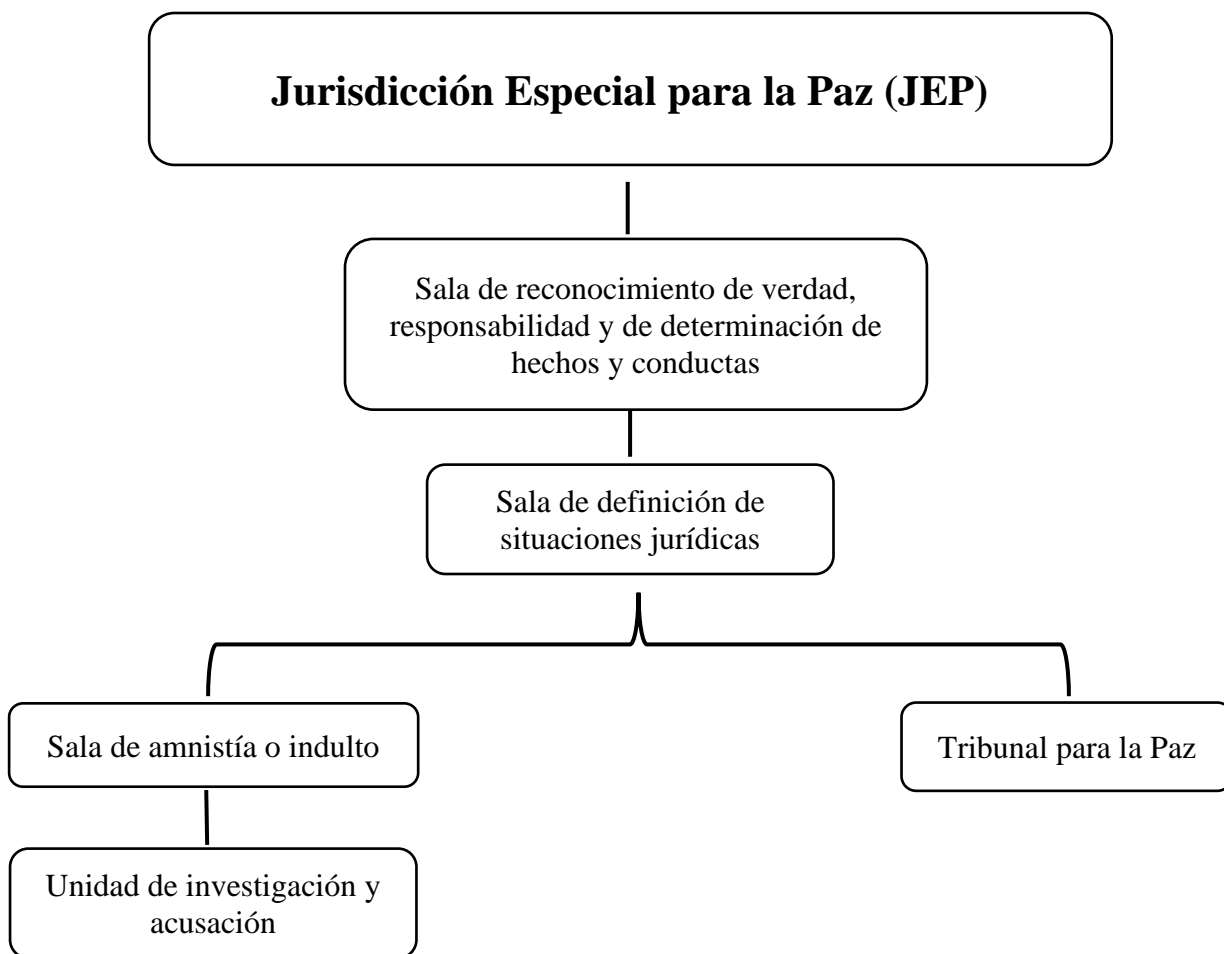 Jurisdicción Especial para la Paz (JEP)
Sala de reconocimiento de verdad,
responsabilidad y de determinación de
hechos y conductas
Sala de definición de
situaciones jurídicas
Sala de amnistía o indulto
Tribunal para la Paz
Unidad de investigación y
acusación